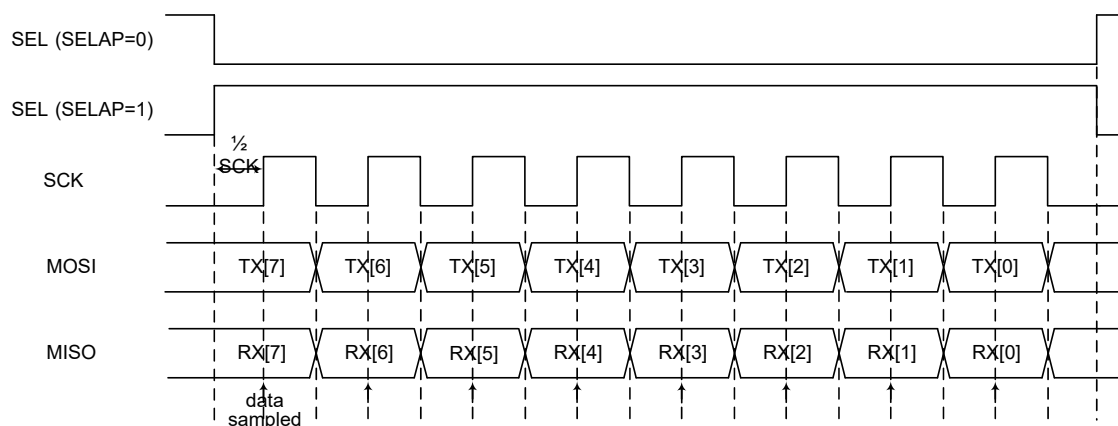 SEL (SELAP=0)
SEL (SELAP=1)
½
SCK
SCK
MOSI
TX[7] TX[6] TX[5] TX[4] TX[3] TX[2] TX[1] TX[0]
MISO
RX[7] RX[6] RX[5] RX[4] RX[3] RX[2] RX[1] RX[0]
data
sampled